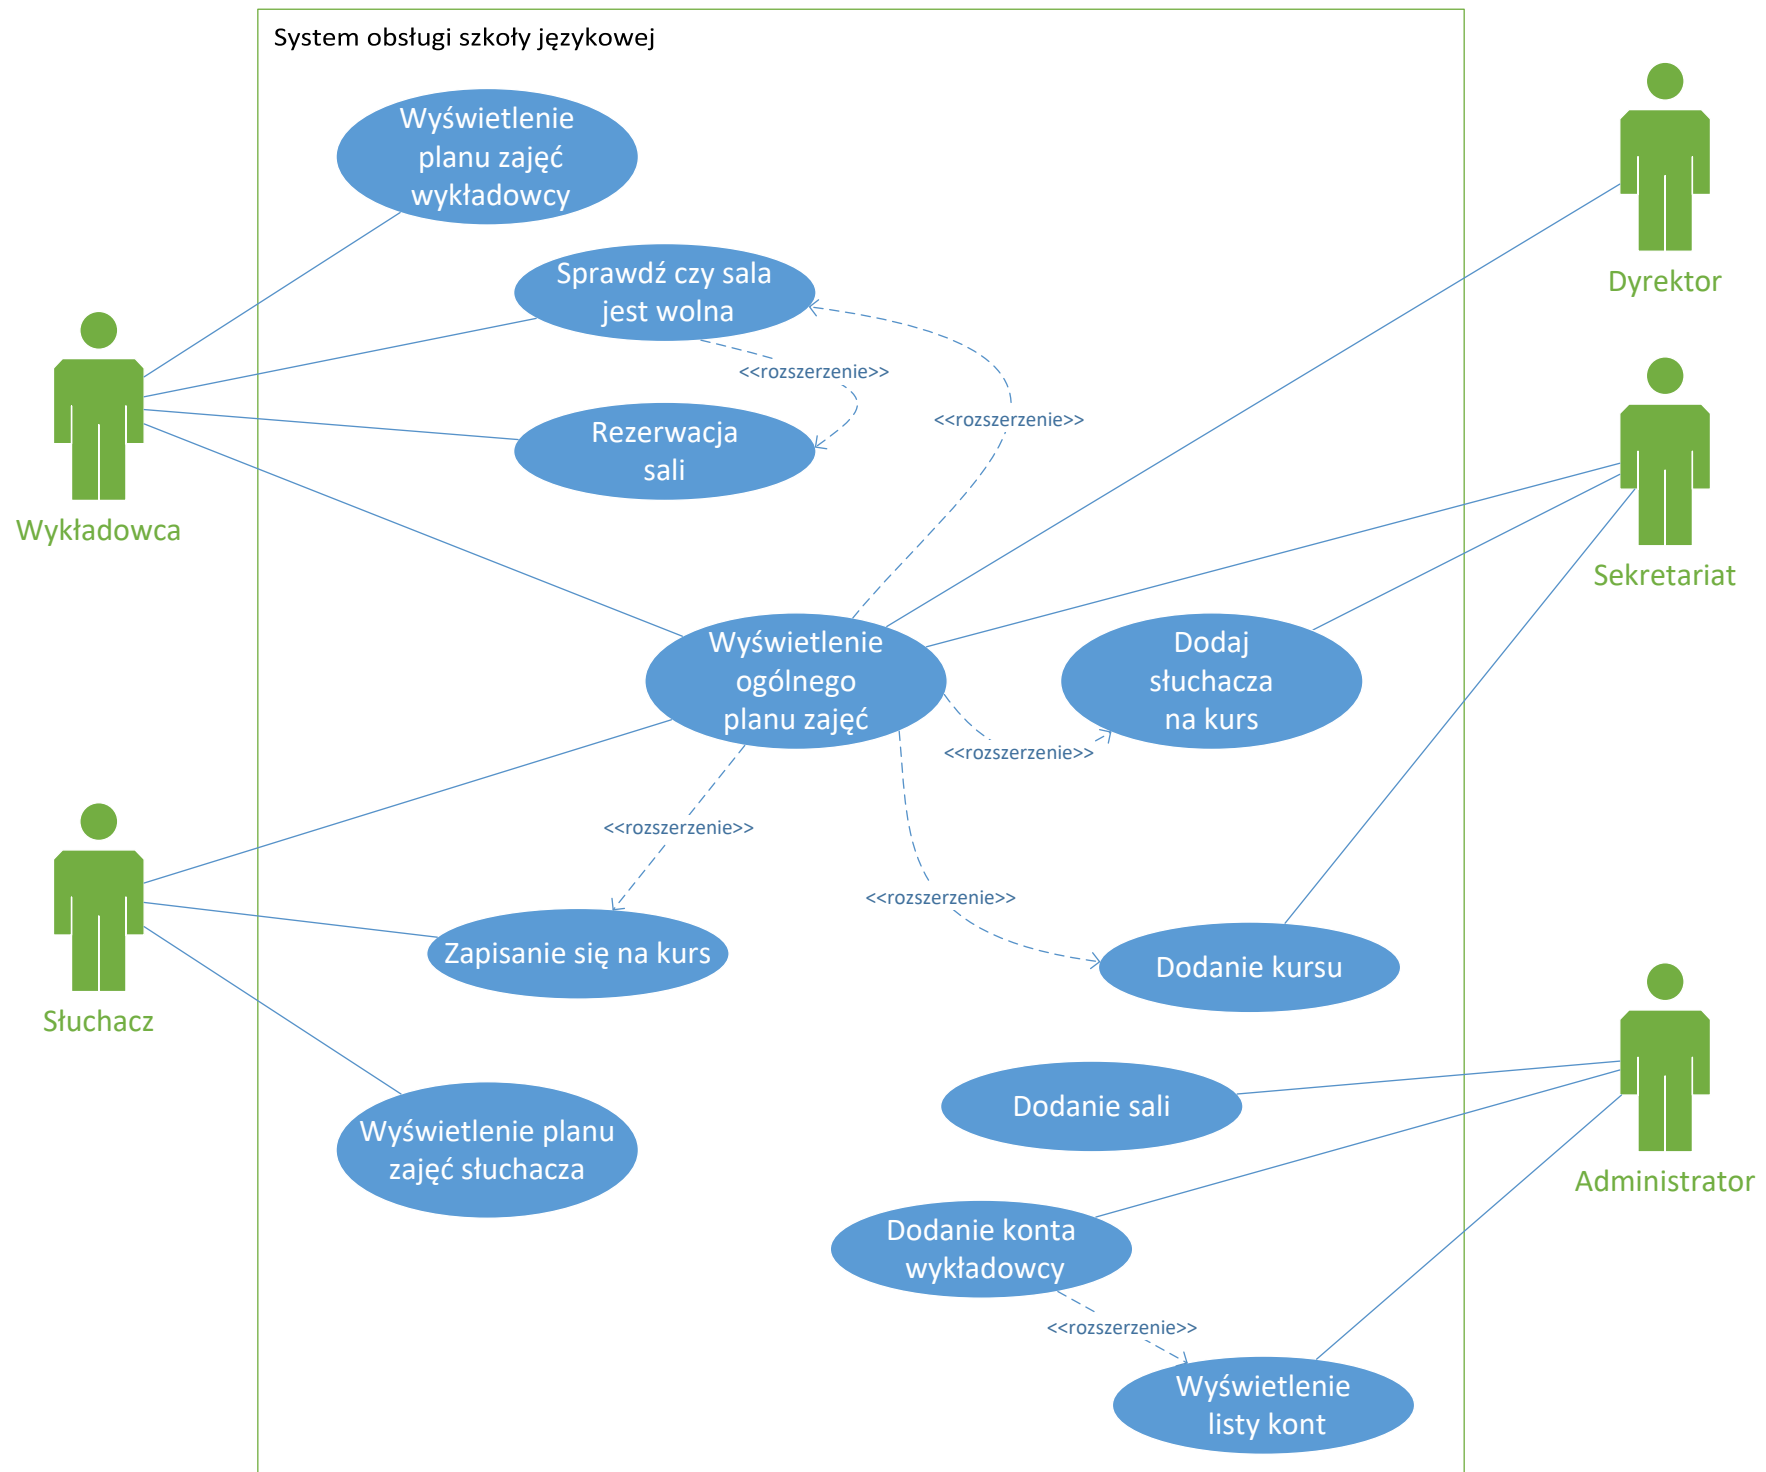 System obsługi szkoły językowej
Wyświetlenie
planu zajęć
wykładowcy
Sprawdź czy sala
jest wolna
Dyrektor
<<rozszerzenie>>
<<rozszerzenie>>
Rezerwacja
sali
Wykładowca
Sekretariat
Wyświetlenie
ogólnego
planu zajęć
Dodaj
słuchacza
na kurs
<<rozszerzenie>>
<<rozszerzenie>>
<<rozszerzenie>>
Zapisanie się na kurs
Dodanie kursu
Słuchacz
Dodanie sali
Wyświetlenie planu
zajęć słuchacza
Administrator
Dodanie konta
wykładowcy
<<rozszerzenie>>
Wyświetlenie
listy kont